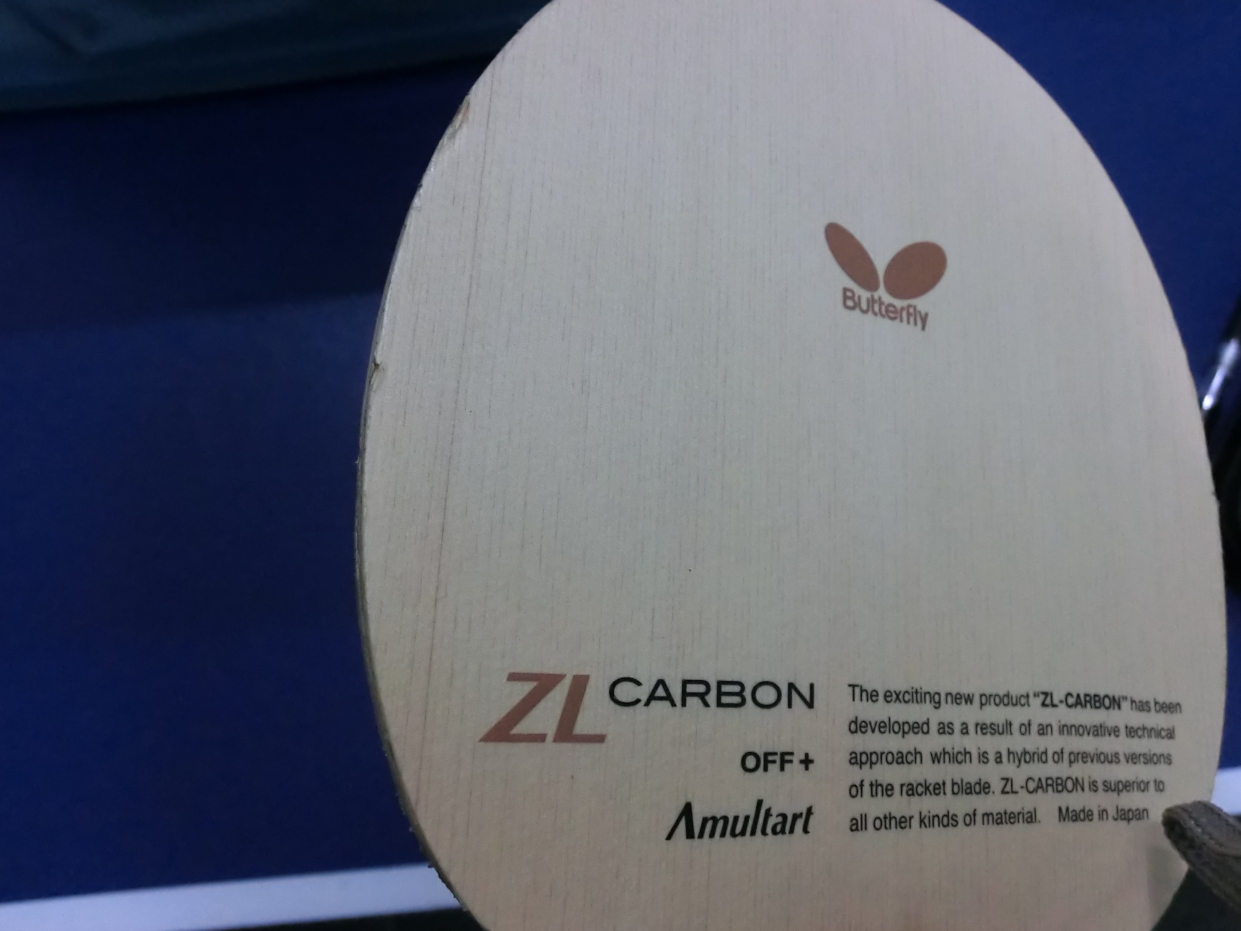 Butterfly
ZL CARBON
OFF+
Amultart
The exciting new product "ZL-CARBON" has been
developed as a result of an innovative technical
approach which is a hybrid of previous versions
of the racket blade. ZL-CARBON is superior to
all other kinds of material. Made in Japan